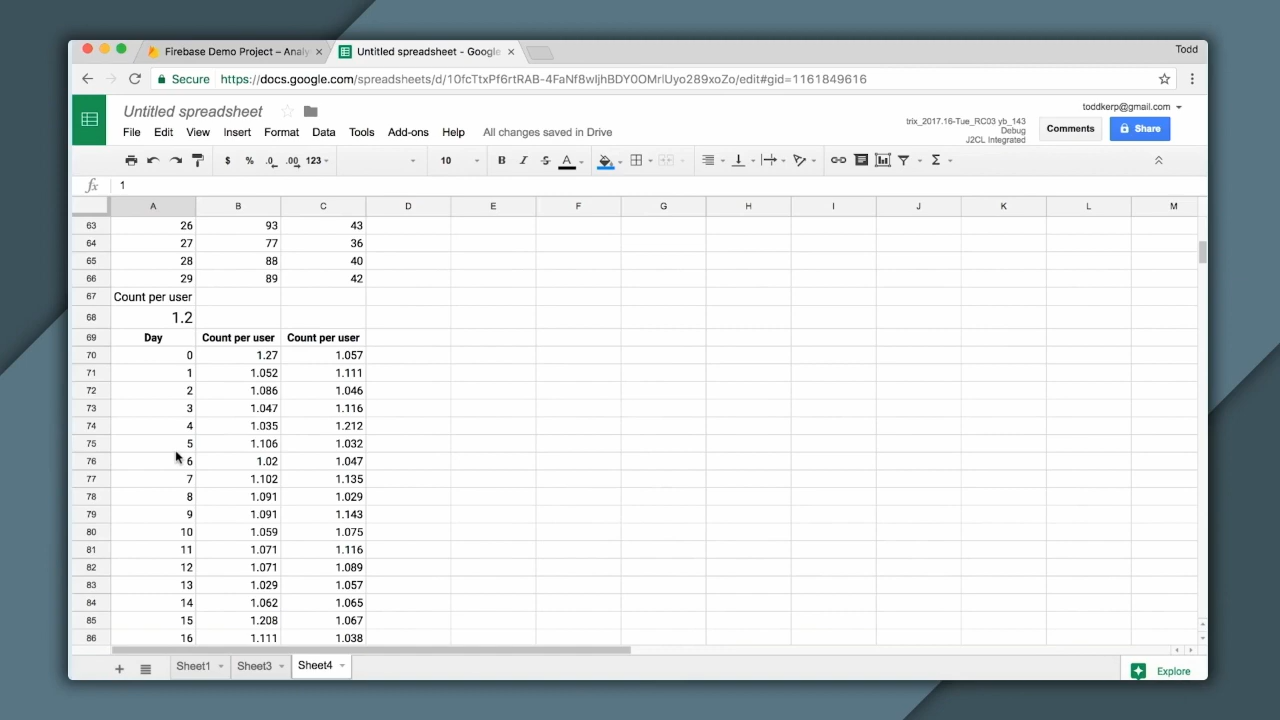 Todd
Firebase Demo Project – Analy ×
Untitled spreadsheet - Google ×
Secure https://docs.google.com/spreadsheets/d/10fcTtxPf6rtRAB-4FaNf8wIjhBDY0OMrlUyo289xoZo/edit#gid=1161849616
Untitled spreadsheet
toddkerp@gmail.com
File Edit View Insert Format Data Tools Add-ons Help All changes saved in Drive
trix_2017.16-Tue_RC03 yb_143
Debug
J2CL Integrated
Comments Share
$ % .0 .00 123 10 B I S A Σ
fx 1
A B C D E F G H I J K L M
63 26 93 43
64 27 77 36
65 28 88 40
66 29 89 42
67 Count per user
68 1.2
69 Day Count per user Count per user
70 0 1.27 1.057
71 1 1.052 1.111
72 2 1.086 1.046
73 3 1.047 1.116
74 4 1.035 1.212
75 5 1.106 1.032
76 6 1.02 1.047
77 7 1.102 1.135
78 8 1.091 1.029
79 9 1.091 1.143
80 10 1.059 1.075
81 11 1.071 1.116
82 12 1.071 1.089
83 13 1.029 1.057
84 14 1.062 1.065
85 15 1.208 1.067
86 16 1.111 1.038
+ Sheet1 Sheet3 Sheet4
Explore